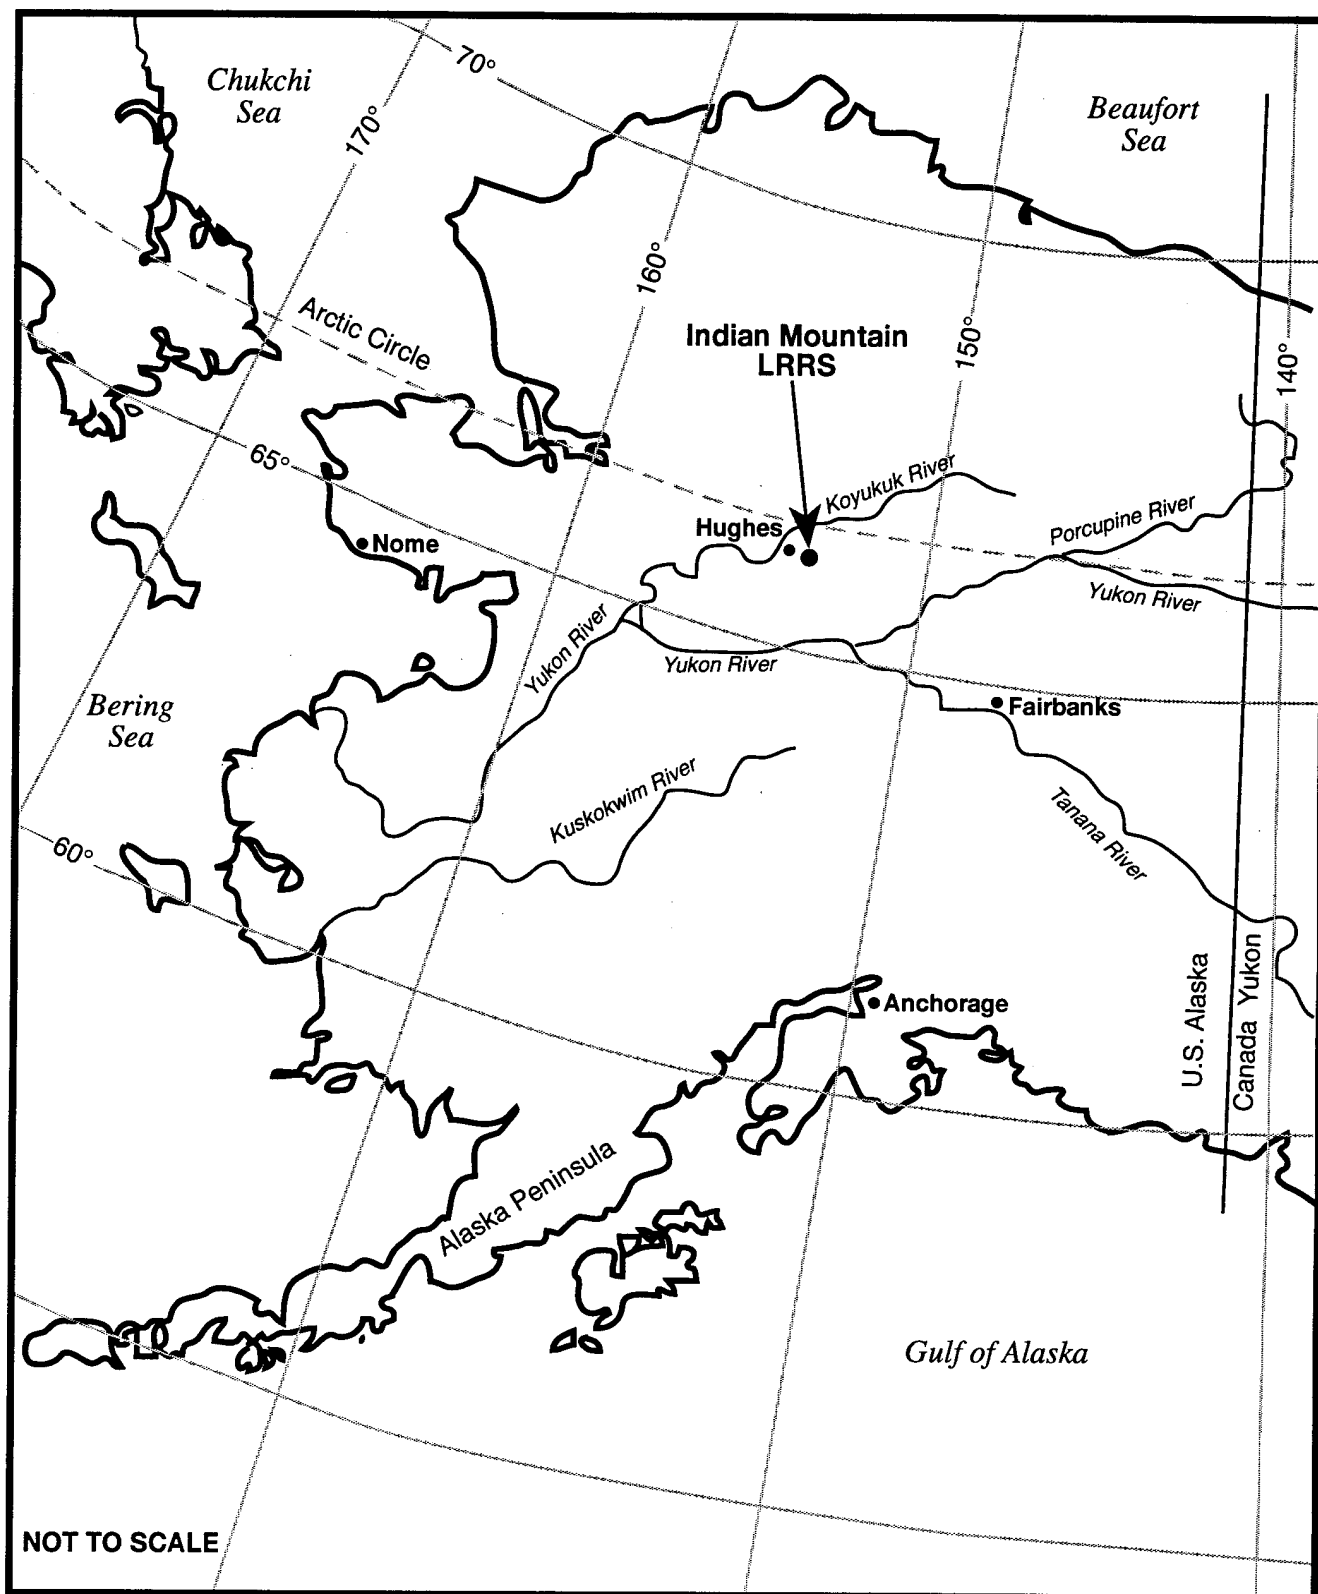 Chukchi
Sea
70°
Beaufort
Sea
170°
160°
Arctic Circle
Indian Mountain
LRRS
150°
140°
65°
Koyukuk River
Hughes
Porcupine River
Nome
Yukon River
Yukon River
Yukon River
Bering
Sea
Fairbanks
Kuskokwim River
Tanana River
60°
Anchorage
U.S. Alaska
Canada Yukon
Alaska Peninsula
Gulf of Alaska
NOT TO SCALE